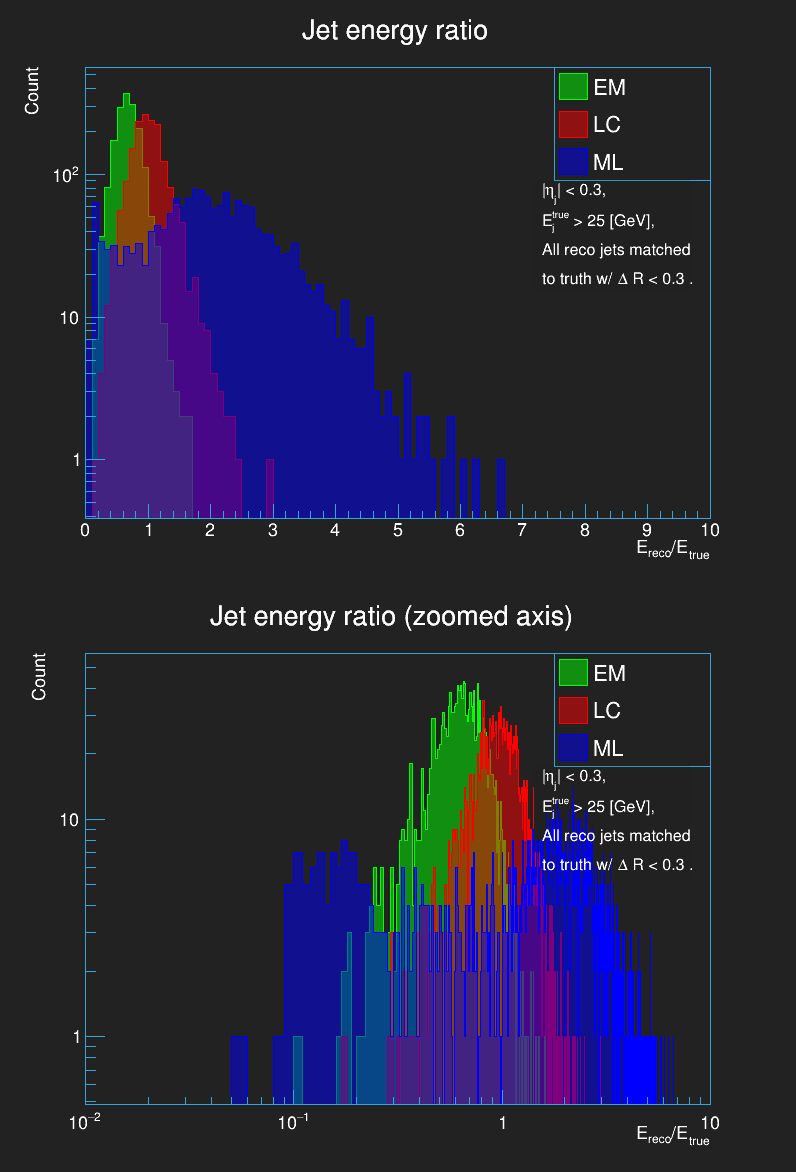 Jet energy ratio
Count
EM
LC
ML
|η_j| < 0.3,
E_j^true > 25 [GeV],
All reco jets matched
to truth w/ Δ R < 0.3 .
10²
10
1
0 1 2 3 4 5 6 7 8 9 10
E_reco/E_true
Jet energy ratio (zoomed axis)
Count
EM
LC
ML
|η_j| < 0.3,
E_j^true > 25 [GeV],
All reco jets matched
to truth w/ Δ R < 0.3 .
10
1
10⁻² 10⁻¹ 1 10
E_reco/E_true